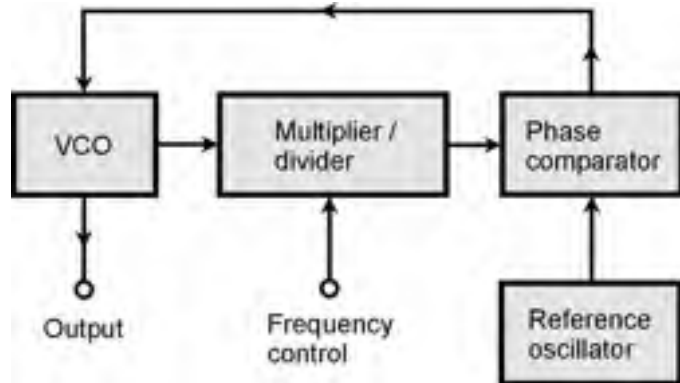 VCO
Multiplier /
divider
Phase
comparator
Output
Frequency
control
Reference
oscillator